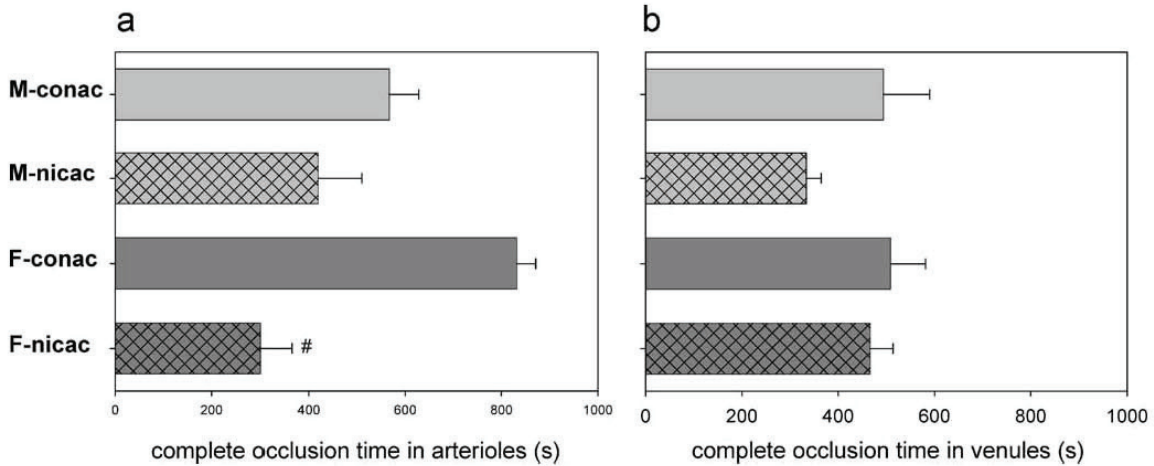 a
b
M-conac
M-nicac
F-conac
F-nicac
#
0 200 400 600 800 1000
0 200 400 600 800 1000
complete occlusion time in arterioles (s)
complete occlusion time in venules (s)